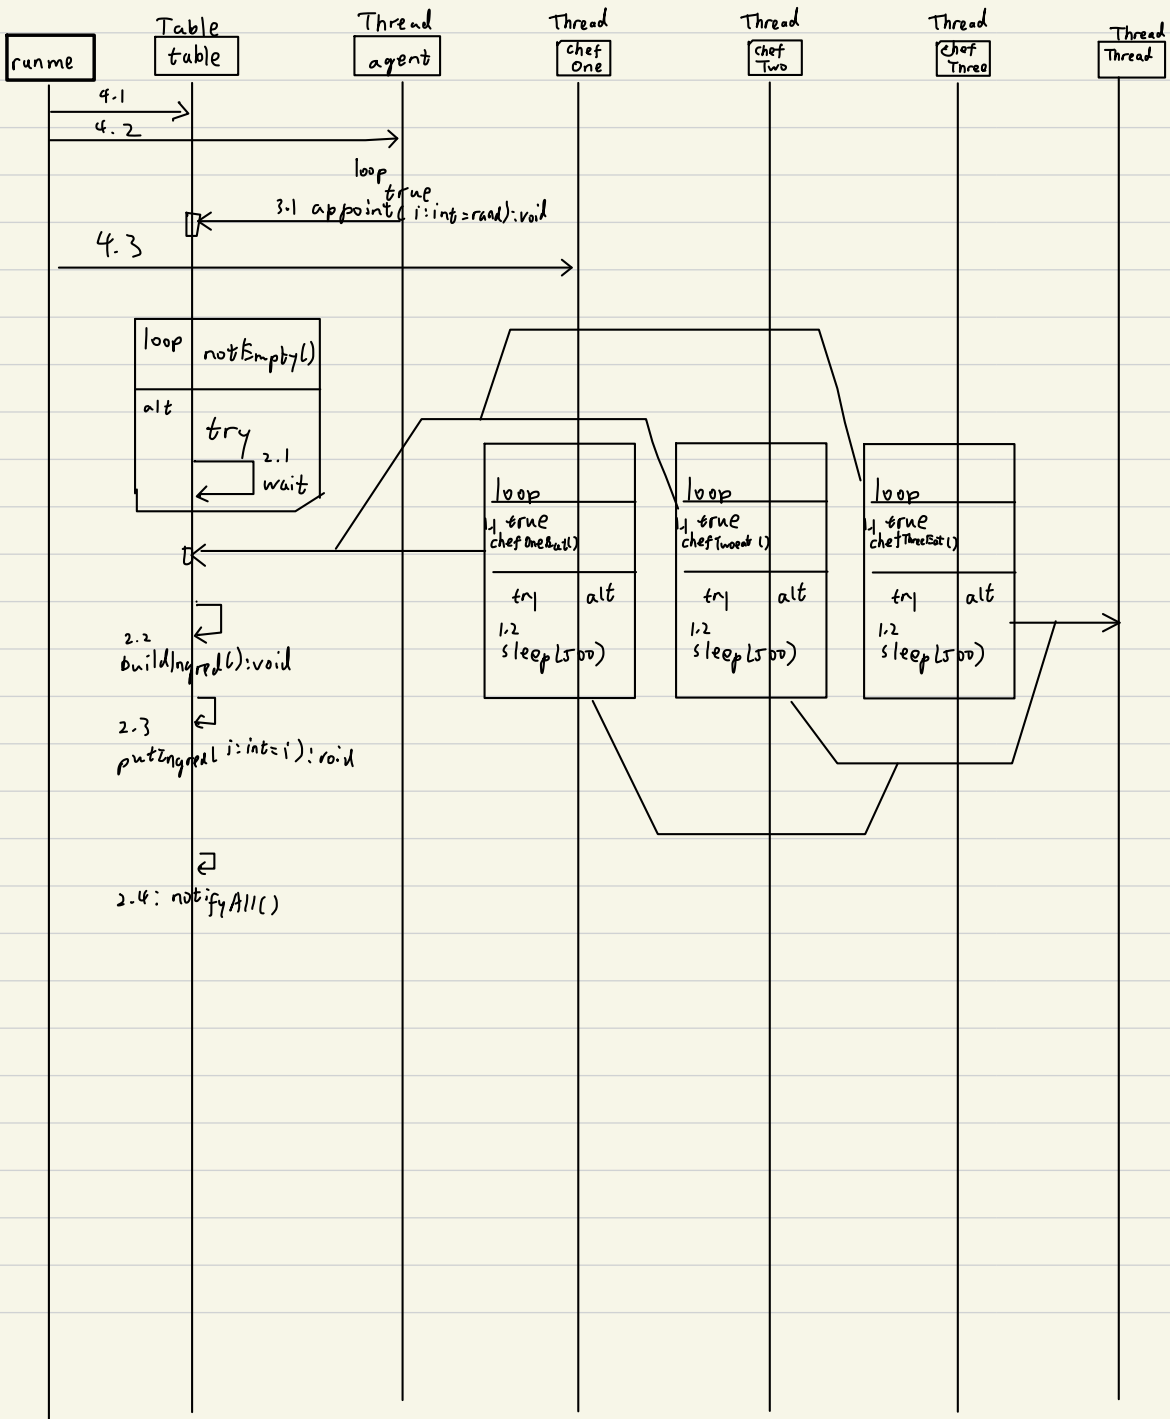 Table
Thread
Thread
Thread
Thread
Thread
runme
table
agent
chef
One
chef
Two
chef
Three
Thread
4.1
4.2
loop
true
3.1 appoint(i:int=rand):void
4.3
loop
notEmpty()
alt
try
2.1
wait
loop
1.1 true
chefOneEat()
try alt
1.2
sleep(500)
loop
1.1 true
chefTwoeat()
try alt
1.2
sleep(500)
loop
1.1 true
chefThreeEat()
try alt
1.2
sleep(500)
2.2
buildIngred():void
2.3
putIngred(i:int=i):void
2.4: notifyAll()